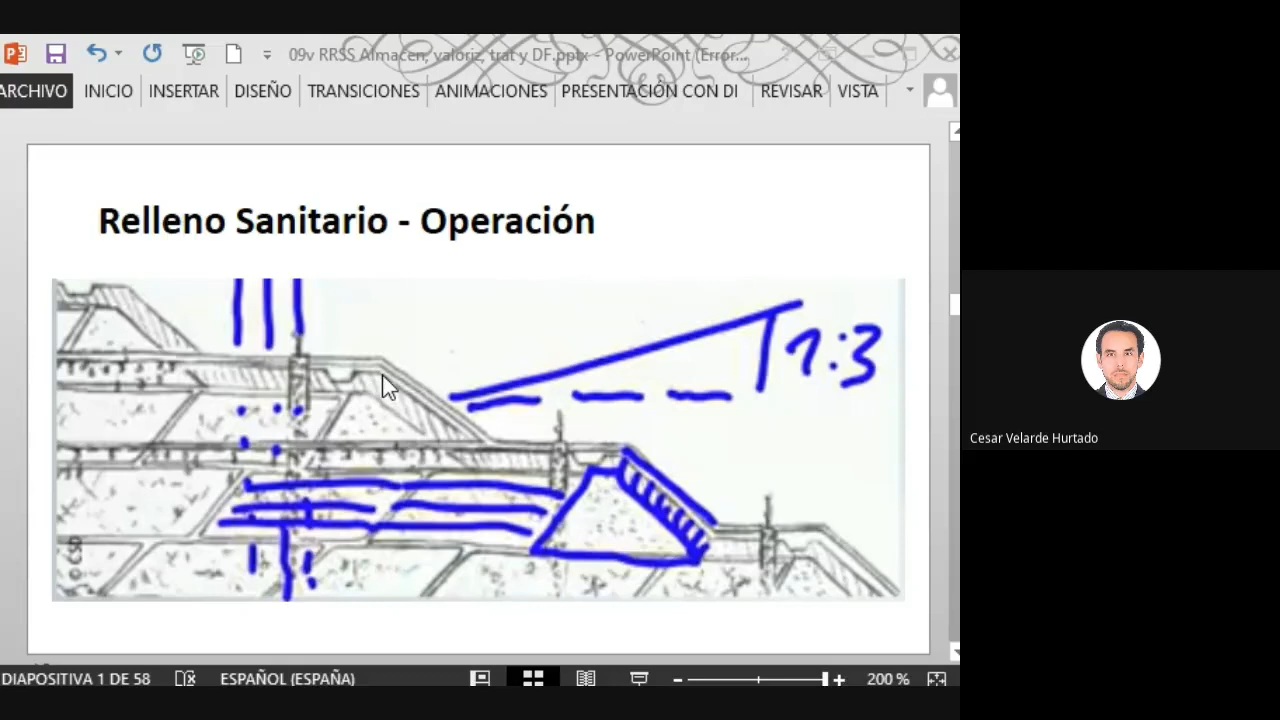 09v RRSS Almacen, valoriz, trat y DF.pptx - PowerPoint (Error...
ARCHIVO INICIO INSERTAR DISEÑO TRANSICIONES ANIMACIONES PRESENTACIÓN CON DI REVISAR VISTA
Relleno Sanitario - Operación
1:3
© CSD
Cesar Velarde Hurtado
DIAPOSITIVA 1 DE 58 ESPAÑOL (ESPAÑA) 200 %